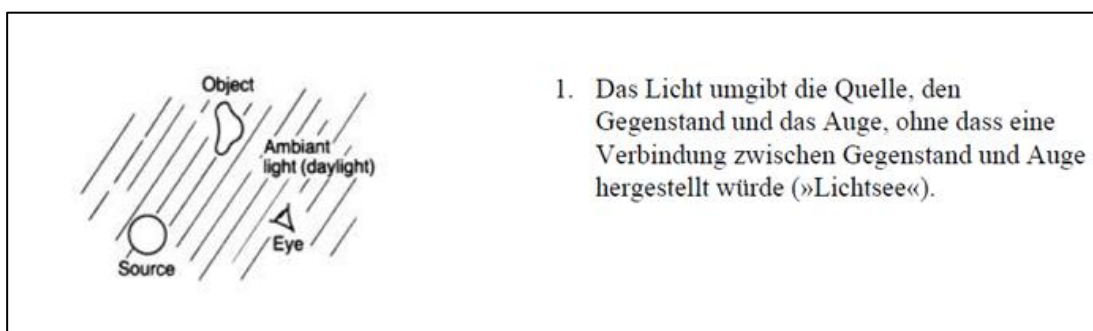 Object
Ambiant
light (daylight)
Eye
Source
1. Das Licht umgibt die Quelle, den
Gegenstand und das Auge, ohne dass eine
Verbindung zwischen Gegenstand und Auge
hergestellt würde (»Lichtsee«).